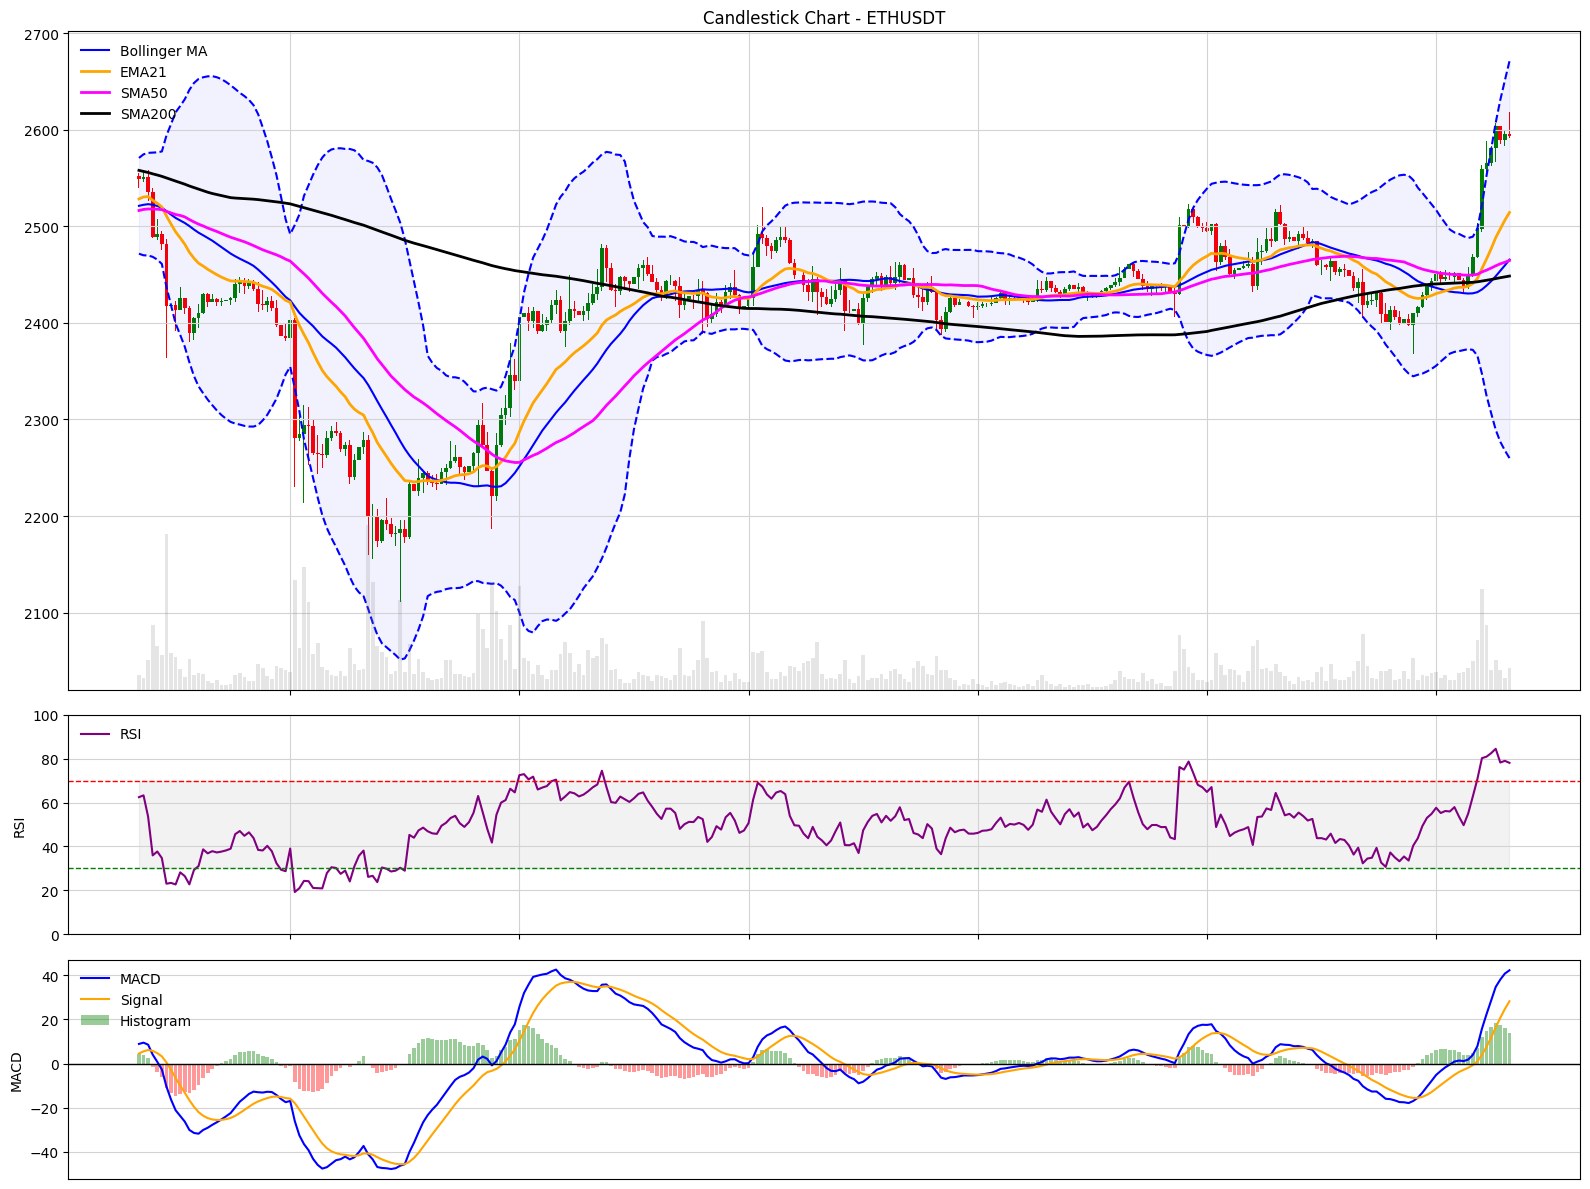 Candlestick Chart - ETHUSDT
2700
2600
2500
2400
2300
2200
2100
Bollinger MA
EMA21
SMA50
SMA200
100
80
60
40
20
0
RSI
RSI
40
20
0
−20
−40
MACD
MACD
Signal
Histogram